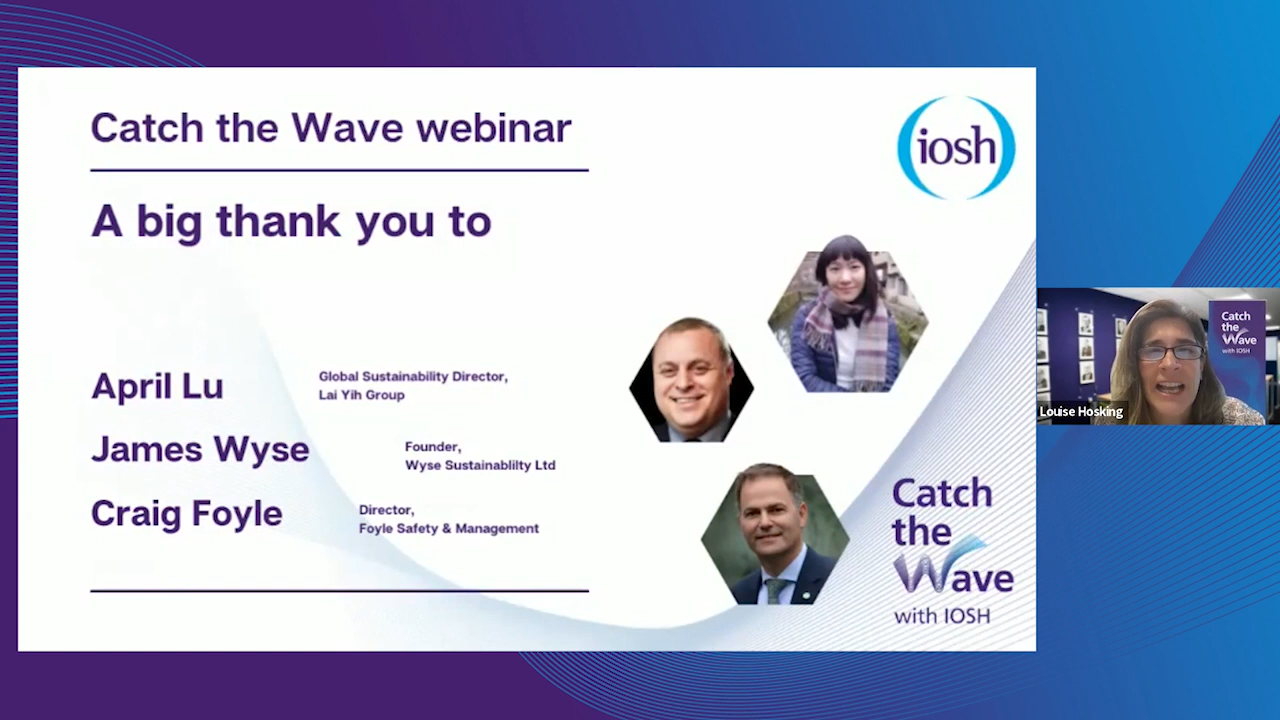 Catch the Wave webinar
iosh
A big thank you to
April Lu
Global Sustainability Director,
Lai Yih Group
James Wyse
Founder,
Wyse Sustainablilty Ltd
Craig Foyle
Director,
Foyle Safety & Management
Catch
the
Wave
with IOSH
Catch
the
Wave
with IOSH
Louise Hosking